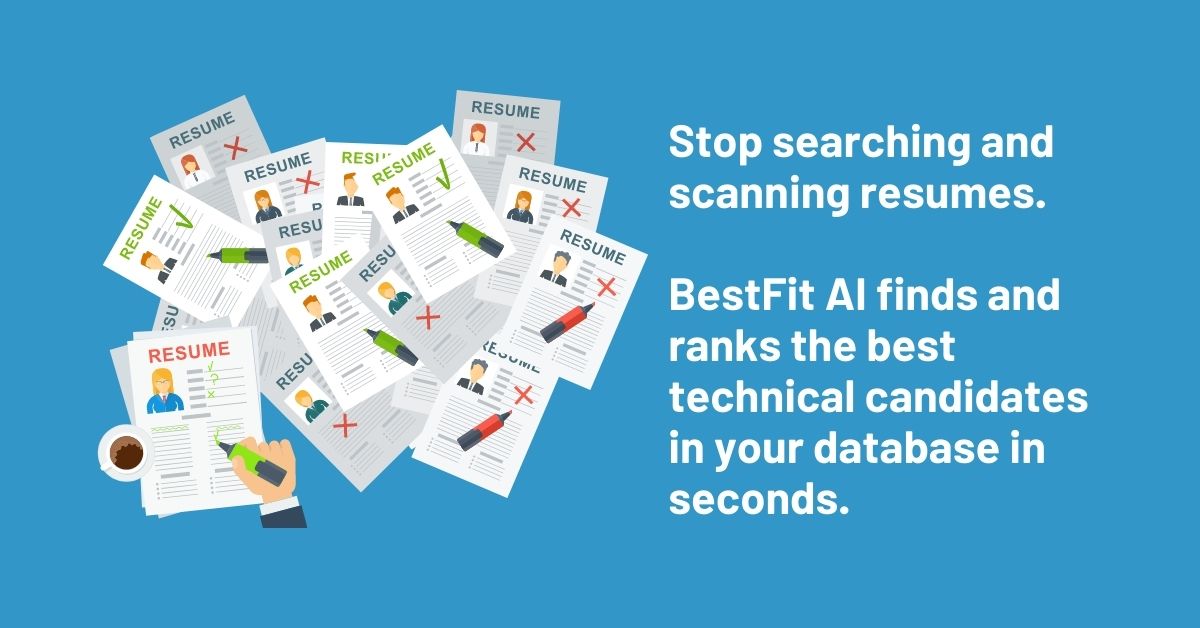 RESUME
RESUME
RESUME
RESUME
RESUME
RESUME
RESUME
RESUME
RESUME
RESUME
Stop searching and
scanning resumes.
BestFit AI finds and
ranks the best
technical candidates
in your database in
seconds.